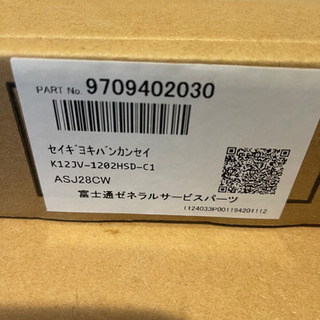 PART No. 9709402030
セイギヨキバンカンセイ
K12JV-1202HSD-C1
ASJ28CW
富士通ゼネラルサービスパーツ
1124033P001194201112